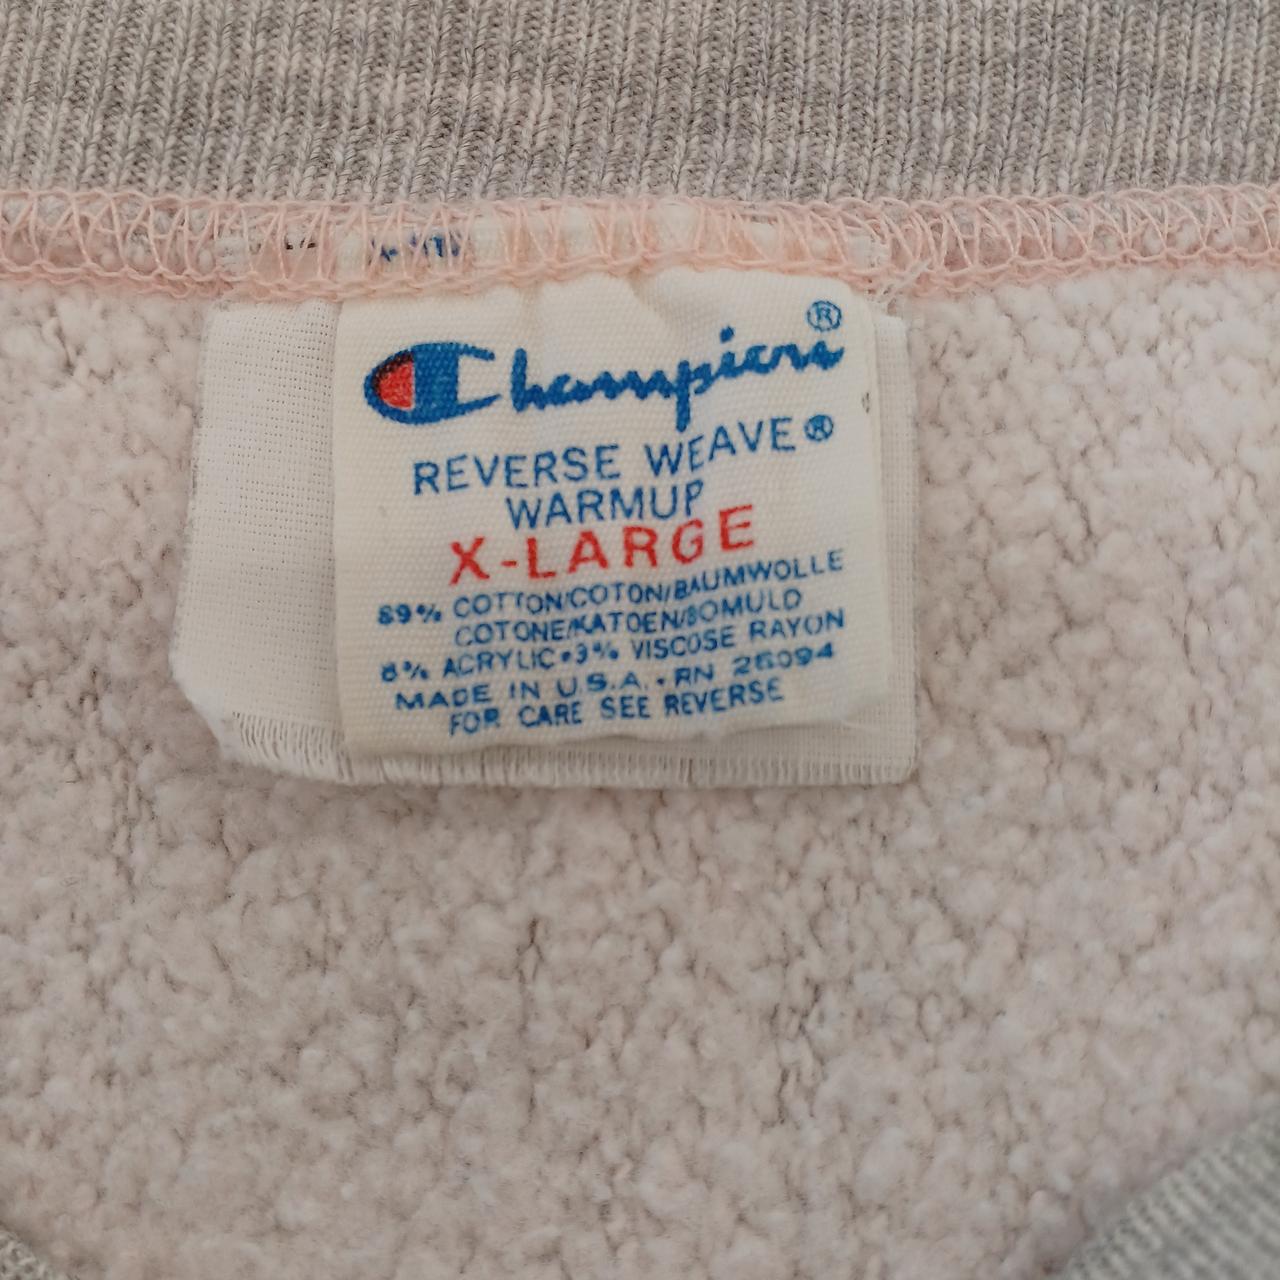 Champion®
REVERSE WEAVE®
WARMUP
X-LARGE
89% COTTON/COTON/BAUMWOLLE
COTONE/KATOEN/BOMULD
8% ACRYLIC•3% VISCOSE RAYON
MADE IN U.S.A. • RN 26094
FOR CARE SEE REVERSE